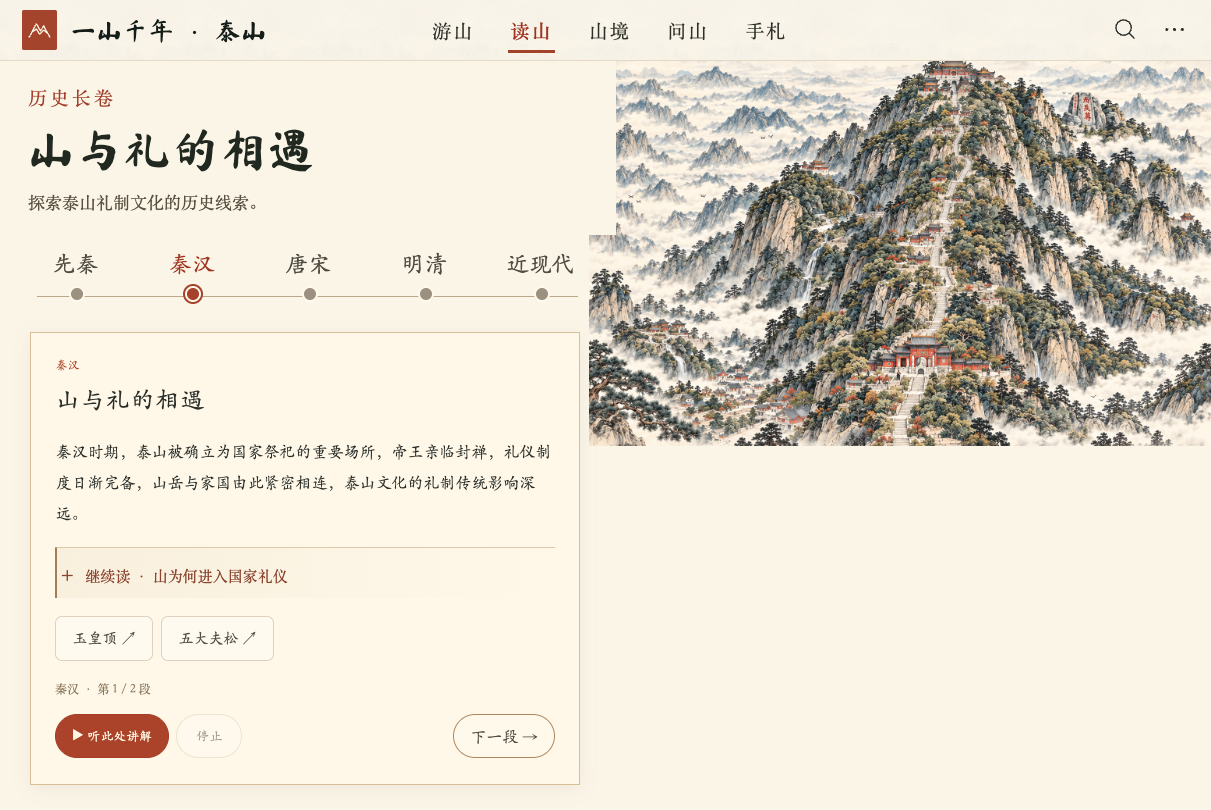 一山千年 · 泰山
游山 读山 山境 问山 手札
历史长卷
山与礼的相遇
探索泰山礼制文化的历史线索。
先秦 秦汉 唐宋 明清 近现代
秦汉
山与礼的相遇
秦汉时期，泰山被确立为国家祭祀的重要场所，帝王亲临封禅，礼仪制
度日渐完备，山岳与家国由此紧密相连，泰山文化的礼制传统影响深
远。
+ 继续读 · 山为何进入国家礼仪
玉皇顶 ↗ 五大夫松 ↗
秦汉 · 第 1 / 2 段
▶ 听此处讲解 停止 下一段 →